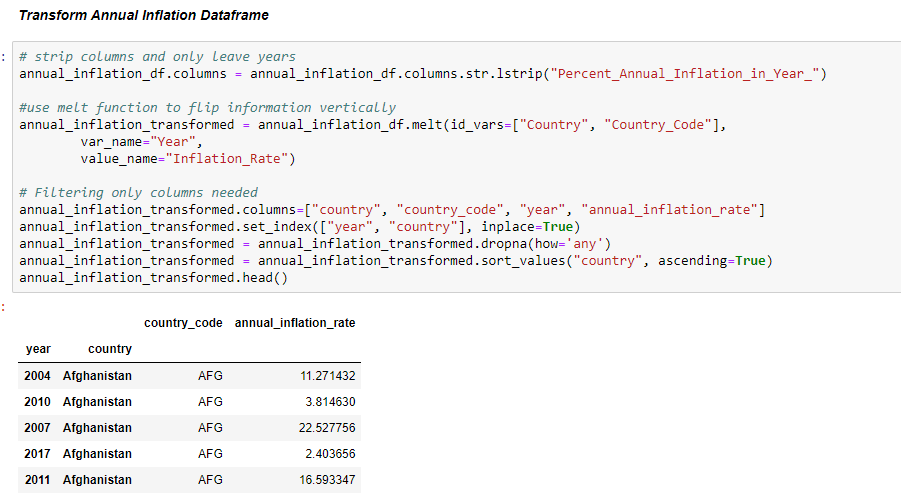 Transform Annual Inflation Dataframe
: # strip columns and only leave years
annual_inflation_df.columns = annual_inflation_df.columns.str.lstrip("Percent_Annual_Inflation_in_Year_")
#use melt function to flip information vertically
annual_inflation_transformed = annual_inflation_df.melt(id_vars=["Country", "Country_Code"],
var_name="Year",
value_name="Inflation_Rate")
# Filtering only columns needed
annual_inflation_transformed.columns=["country", "country_code", "year", "annual_inflation_rate"]
annual_inflation_transformed.set_index(["year", "country"], inplace=True)
annual_inflation_transformed = annual_inflation_transformed.dropna(how='any')
annual_inflation_transformed = annual_inflation_transformed.sort_values("country", ascending=True)
annual_inflation_transformed.head()
:
country_code annual_inflation_rate
year country
2004 Afghanistan AFG 11.271432
2010 Afghanistan AFG 3.814630
2007 Afghanistan AFG 22.527756
2017 Afghanistan AFG 2.403656
2011 Afghanistan AFG 16.593347